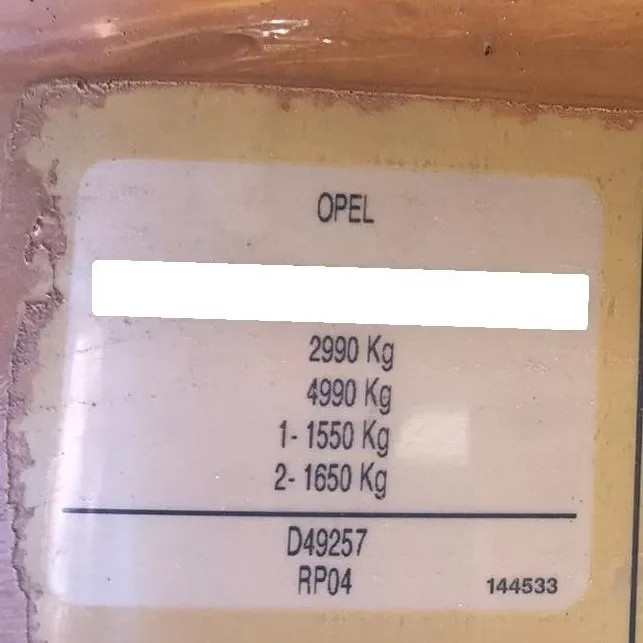 OPEL
2990 Kg
4990 Kg
1- 1550 Kg
2- 1650 Kg
D49257
RP04 144533